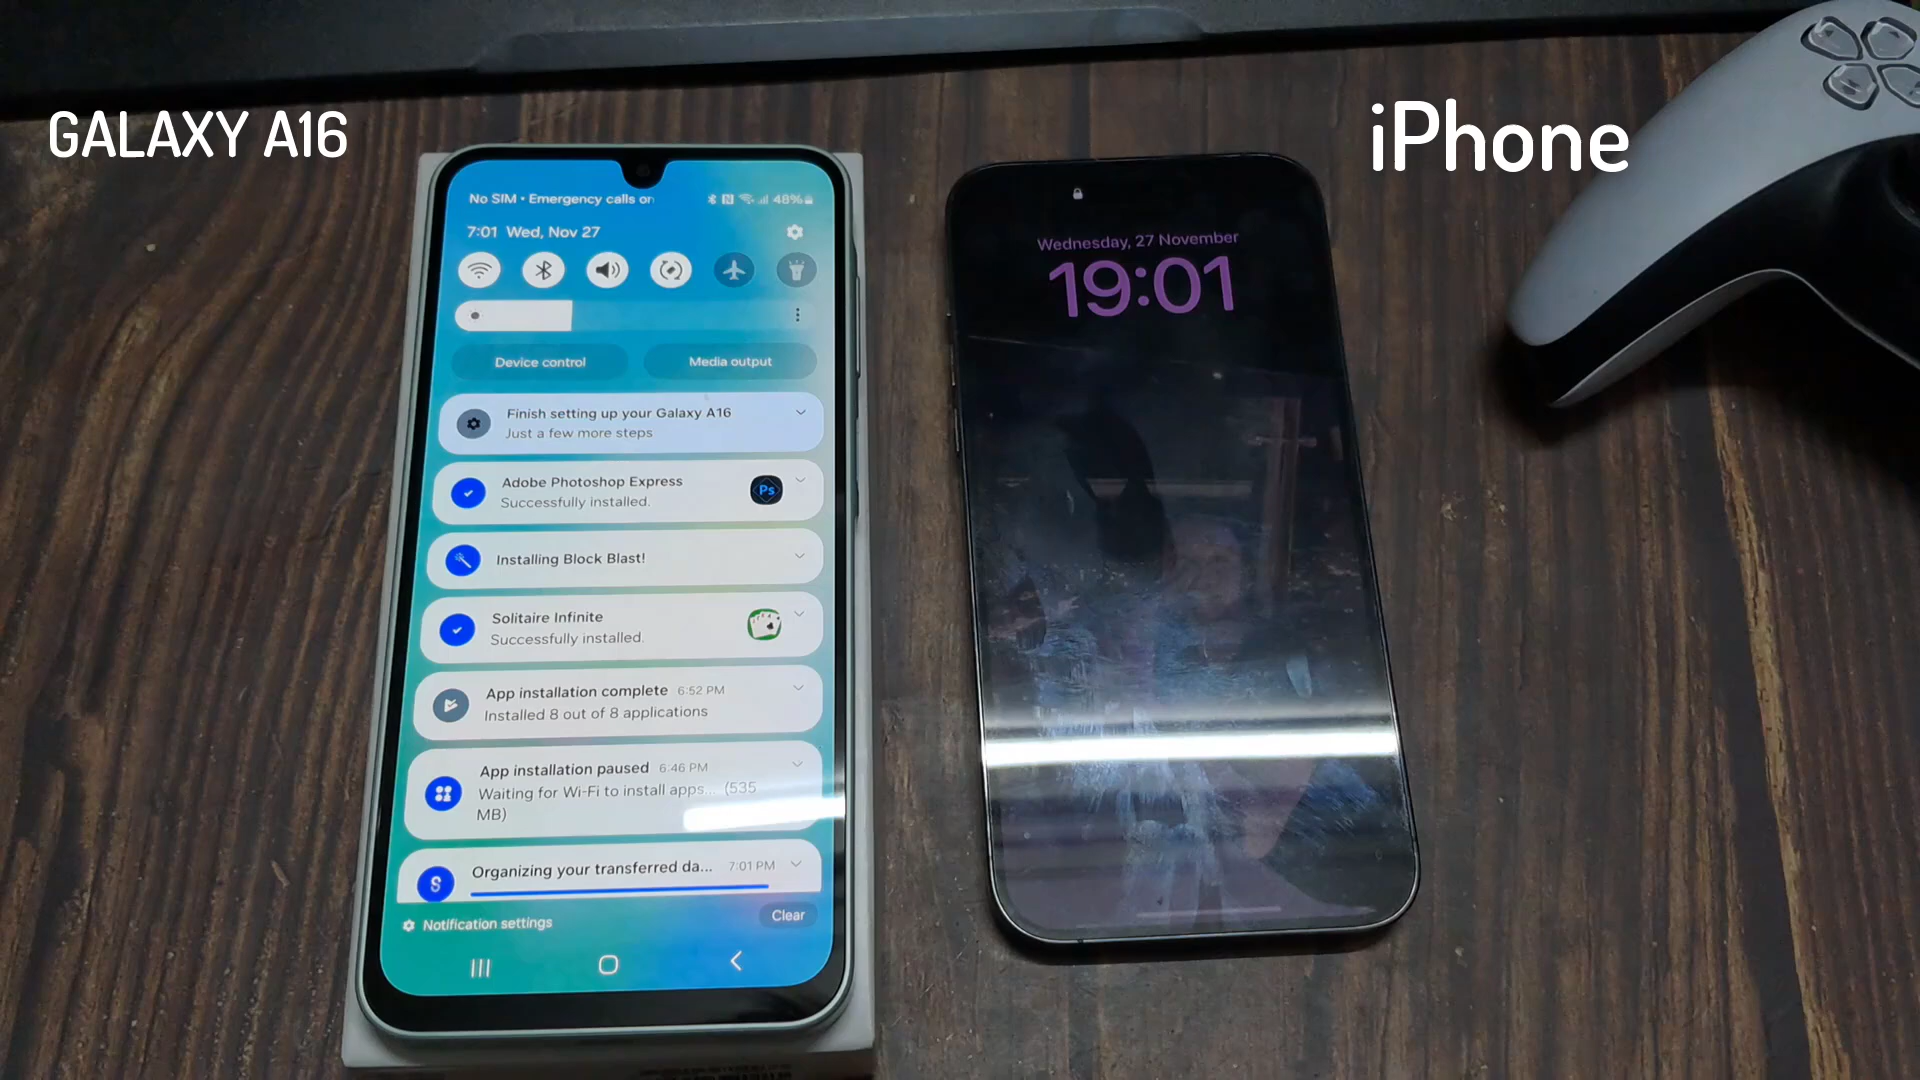 GALAXY A16
iPhone
No SIM • Emergency calls on
48%
7:01 Wed, Nov 27
Device control
Media output
Finish setting up your Galaxy A16
Just a few more steps
Adobe Photoshop Express
Successfully installed.
Ps
Installing Block Blast!
Solitaire Infinite
Successfully installed.
App installation complete 6:52 PM
Installed 8 out of 8 applications
App installation paused 6:46 PM
Waiting for Wi-Fi to install apps... (535
MB)
S
Organizing your transferred da... 7:01 PM
Notification settings
Clear
Wednesday, 27 November
19:01